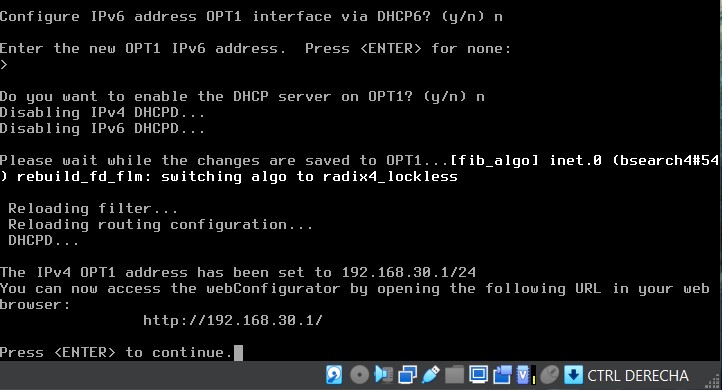 Configure IPv6 address OPT1 interface via DHCP6? (y/n) n
Enter the new OPT1 IPv6 address.  Press <ENTER> for none:
>
Do you want to enable the DHCP server on OPT1? (y/n) n
Disabling IPv4 DHCPD...
Disabling IPv6 DHCPD...
Please wait while the changes are saved to OPT1...[fib_algo] inet.0 (bsearch4#54
) rebuild_fd_flm: switching algo to radix4_lockless
Reloading filter...
Reloading routing configuration...
DHCPD...
The IPv4 OPT1 address has been set to 192.168.30.1/24
You can now access the webConfigurator by opening the following URL in your web
browser:
http://192.168.30.1/
Press <ENTER> to continue.
CTRL DERECHA